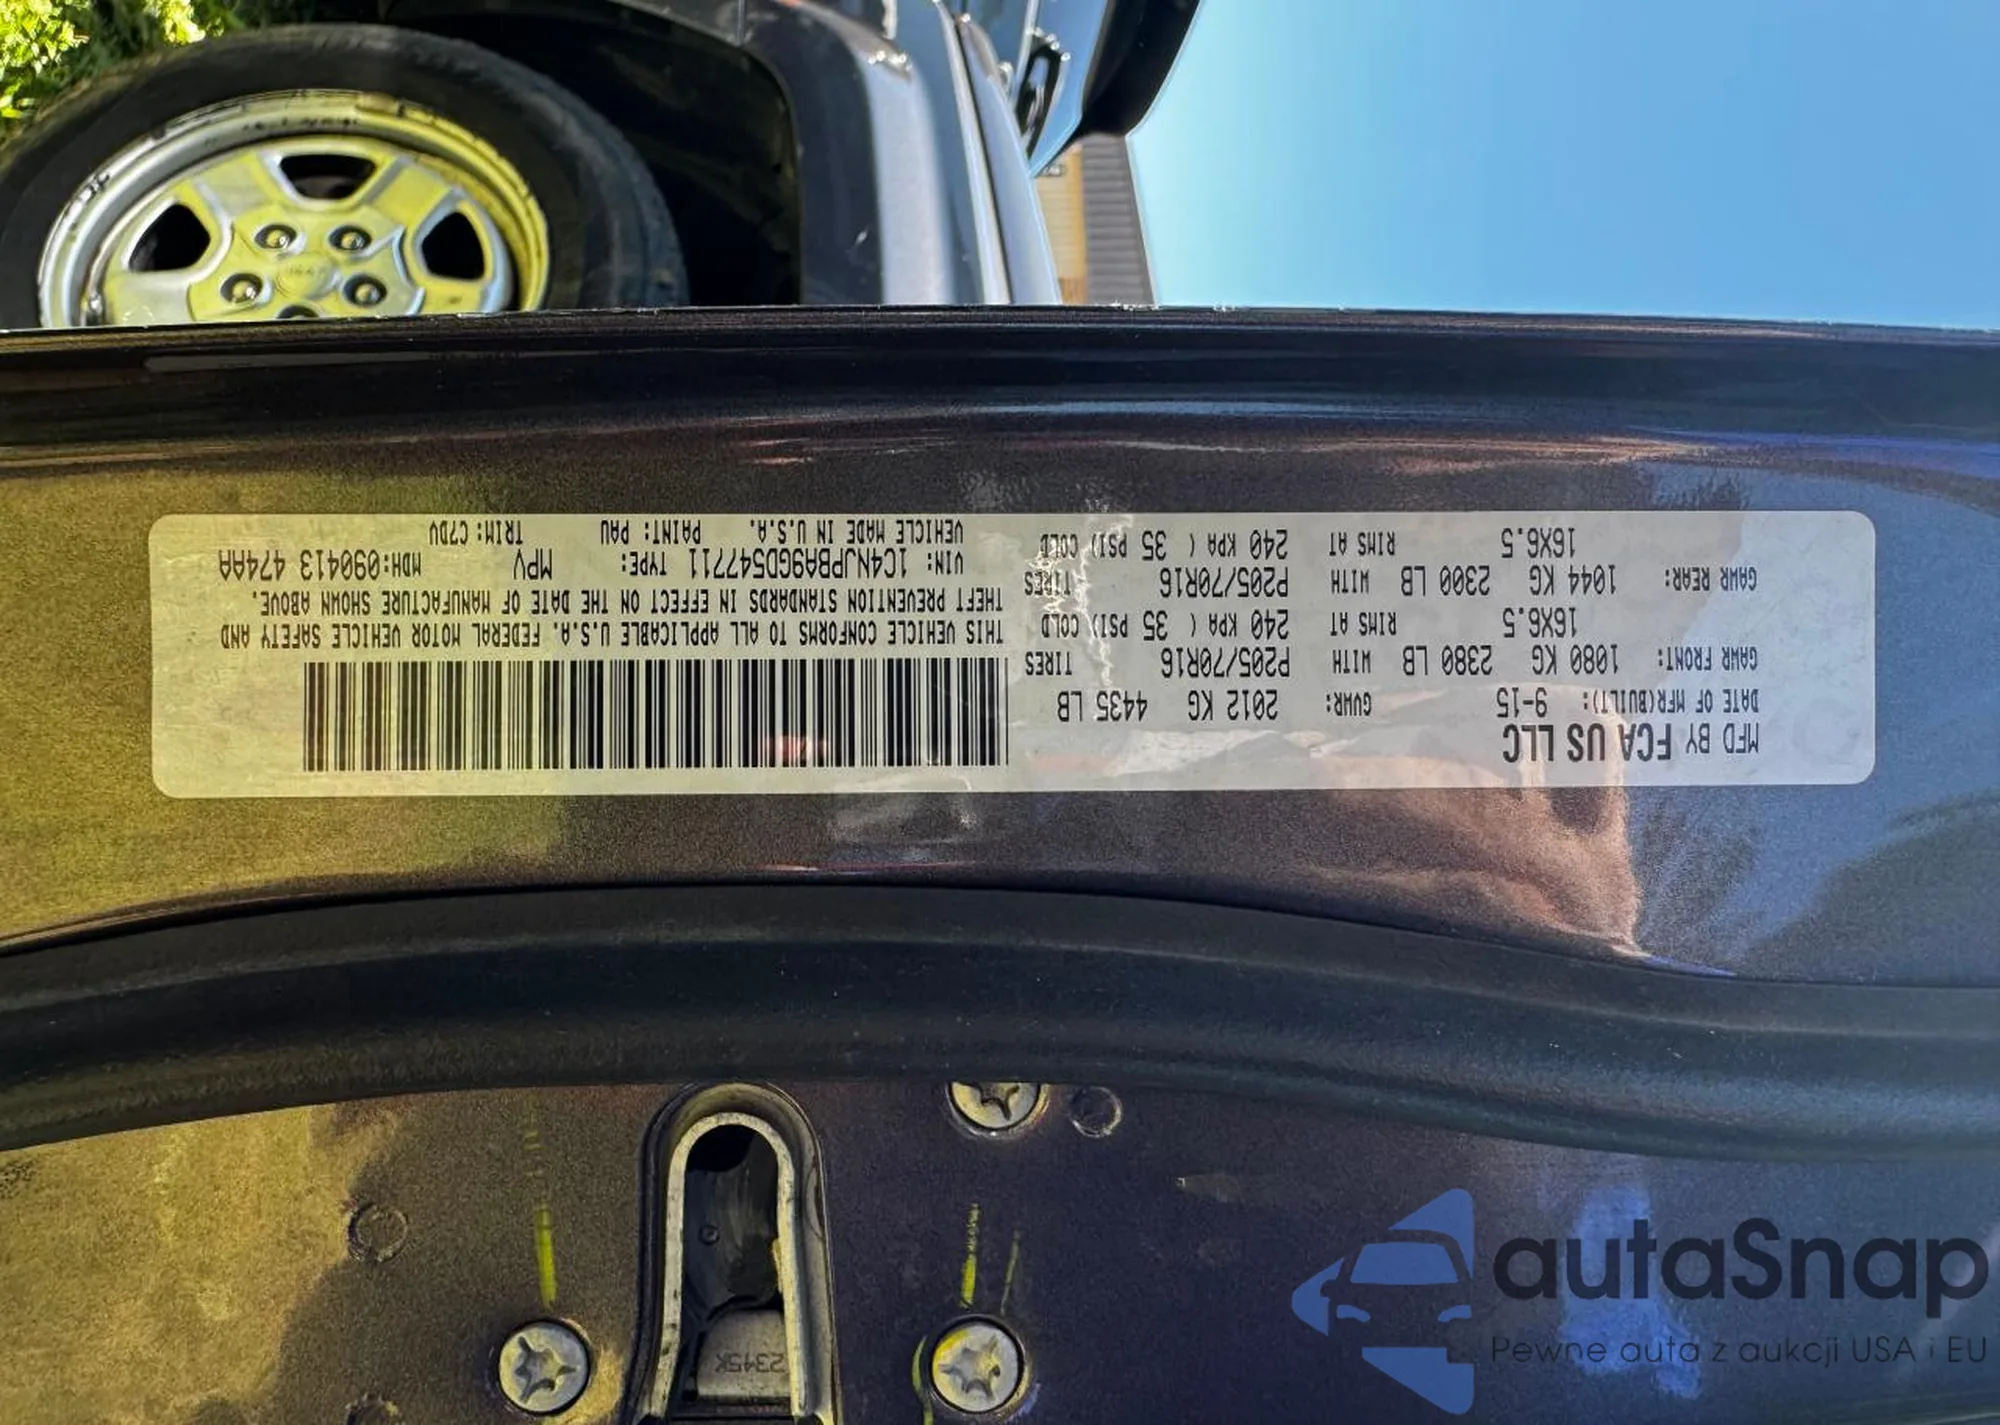 MFD BY FCA US LLC
DATE OF MFR(BUILT): 9-15 GVWR: 2012 KG 4435 LB
GAWR FRONT: 1080 KG 2380 LB WITH P205/70R16 TIRES
16X6.5 RIMS AT 240 KPA ( 35 PSI) COLD
GAWR REAR: 1044 KG 2300 LB WITH P205/70R16 TIRES
16X6.5 RIMS AT 240 KPA ( 35 PSI) COLD
THIS VEHICLE CONFORMS TO ALL APPLICABLE U.S.A. FEDERAL MOTOR VEHICLE SAFETY AND
THEFT PREVENTION STANDARDS IN EFFECT ON THE DATE OF MANUFACTURE SHOWN ABOVE.
VIN: 1C4NJPBA9GD547711 TYPE: MPV MDH:090413 474AA
VEHICLE MADE IN U.S.A. PAINT: PAU TRIM: C7DV
2345K
autaSnap
Pewne auta z aukcji USA i EU